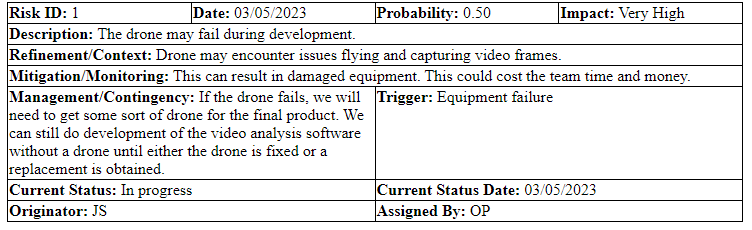 Risk ID: 1 Date: 03/05/2023 Probability: 0.50 Impact: Very High
Description: The drone may fail during development.
Refinement/Context: Drone may encounter issues flying and capturing video frames.
Mitigation/Monitoring: This can result in damaged equipment. This could cost the team time and money.
Management/Contingency: If the drone fails, we will
need to get some sort of drone for the final product. We
can still do development of the video analysis software
without a drone until either the drone is fixed or a
replacement is obtained.
Trigger: Equipment failure
Current Status: In progress Current Status Date: 03/05/2023
Originator: JS Assigned By: OP